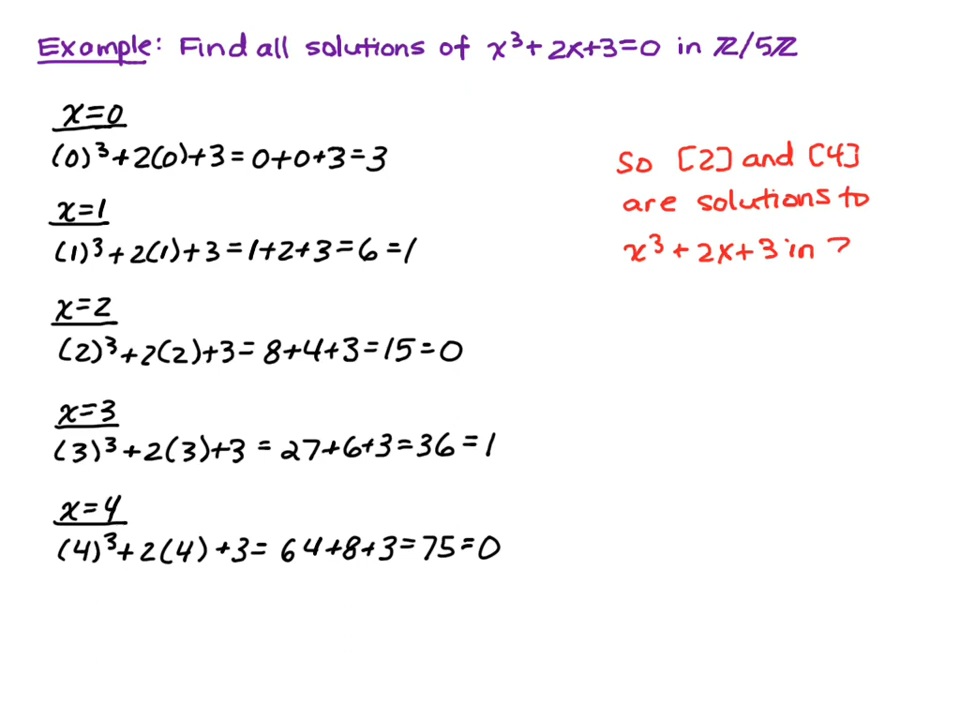 Example: Find all solutions of x³+2x+3=0 in ℤ/5ℤ
x=0
(0)³+2(0)+3=0+0+3=3
x=1
(1)³+2(1)+3=1+2+3=6=1
x=2
(2)³+2(2)+3=8+4+3=15=0
x=3
(3)³+2(3)+3=27+6+3=36=1
x=4
(4)³+2(4)+3=64+8+3=75=0
So [2] and [4]
are solutions to
x³+2x+3 in